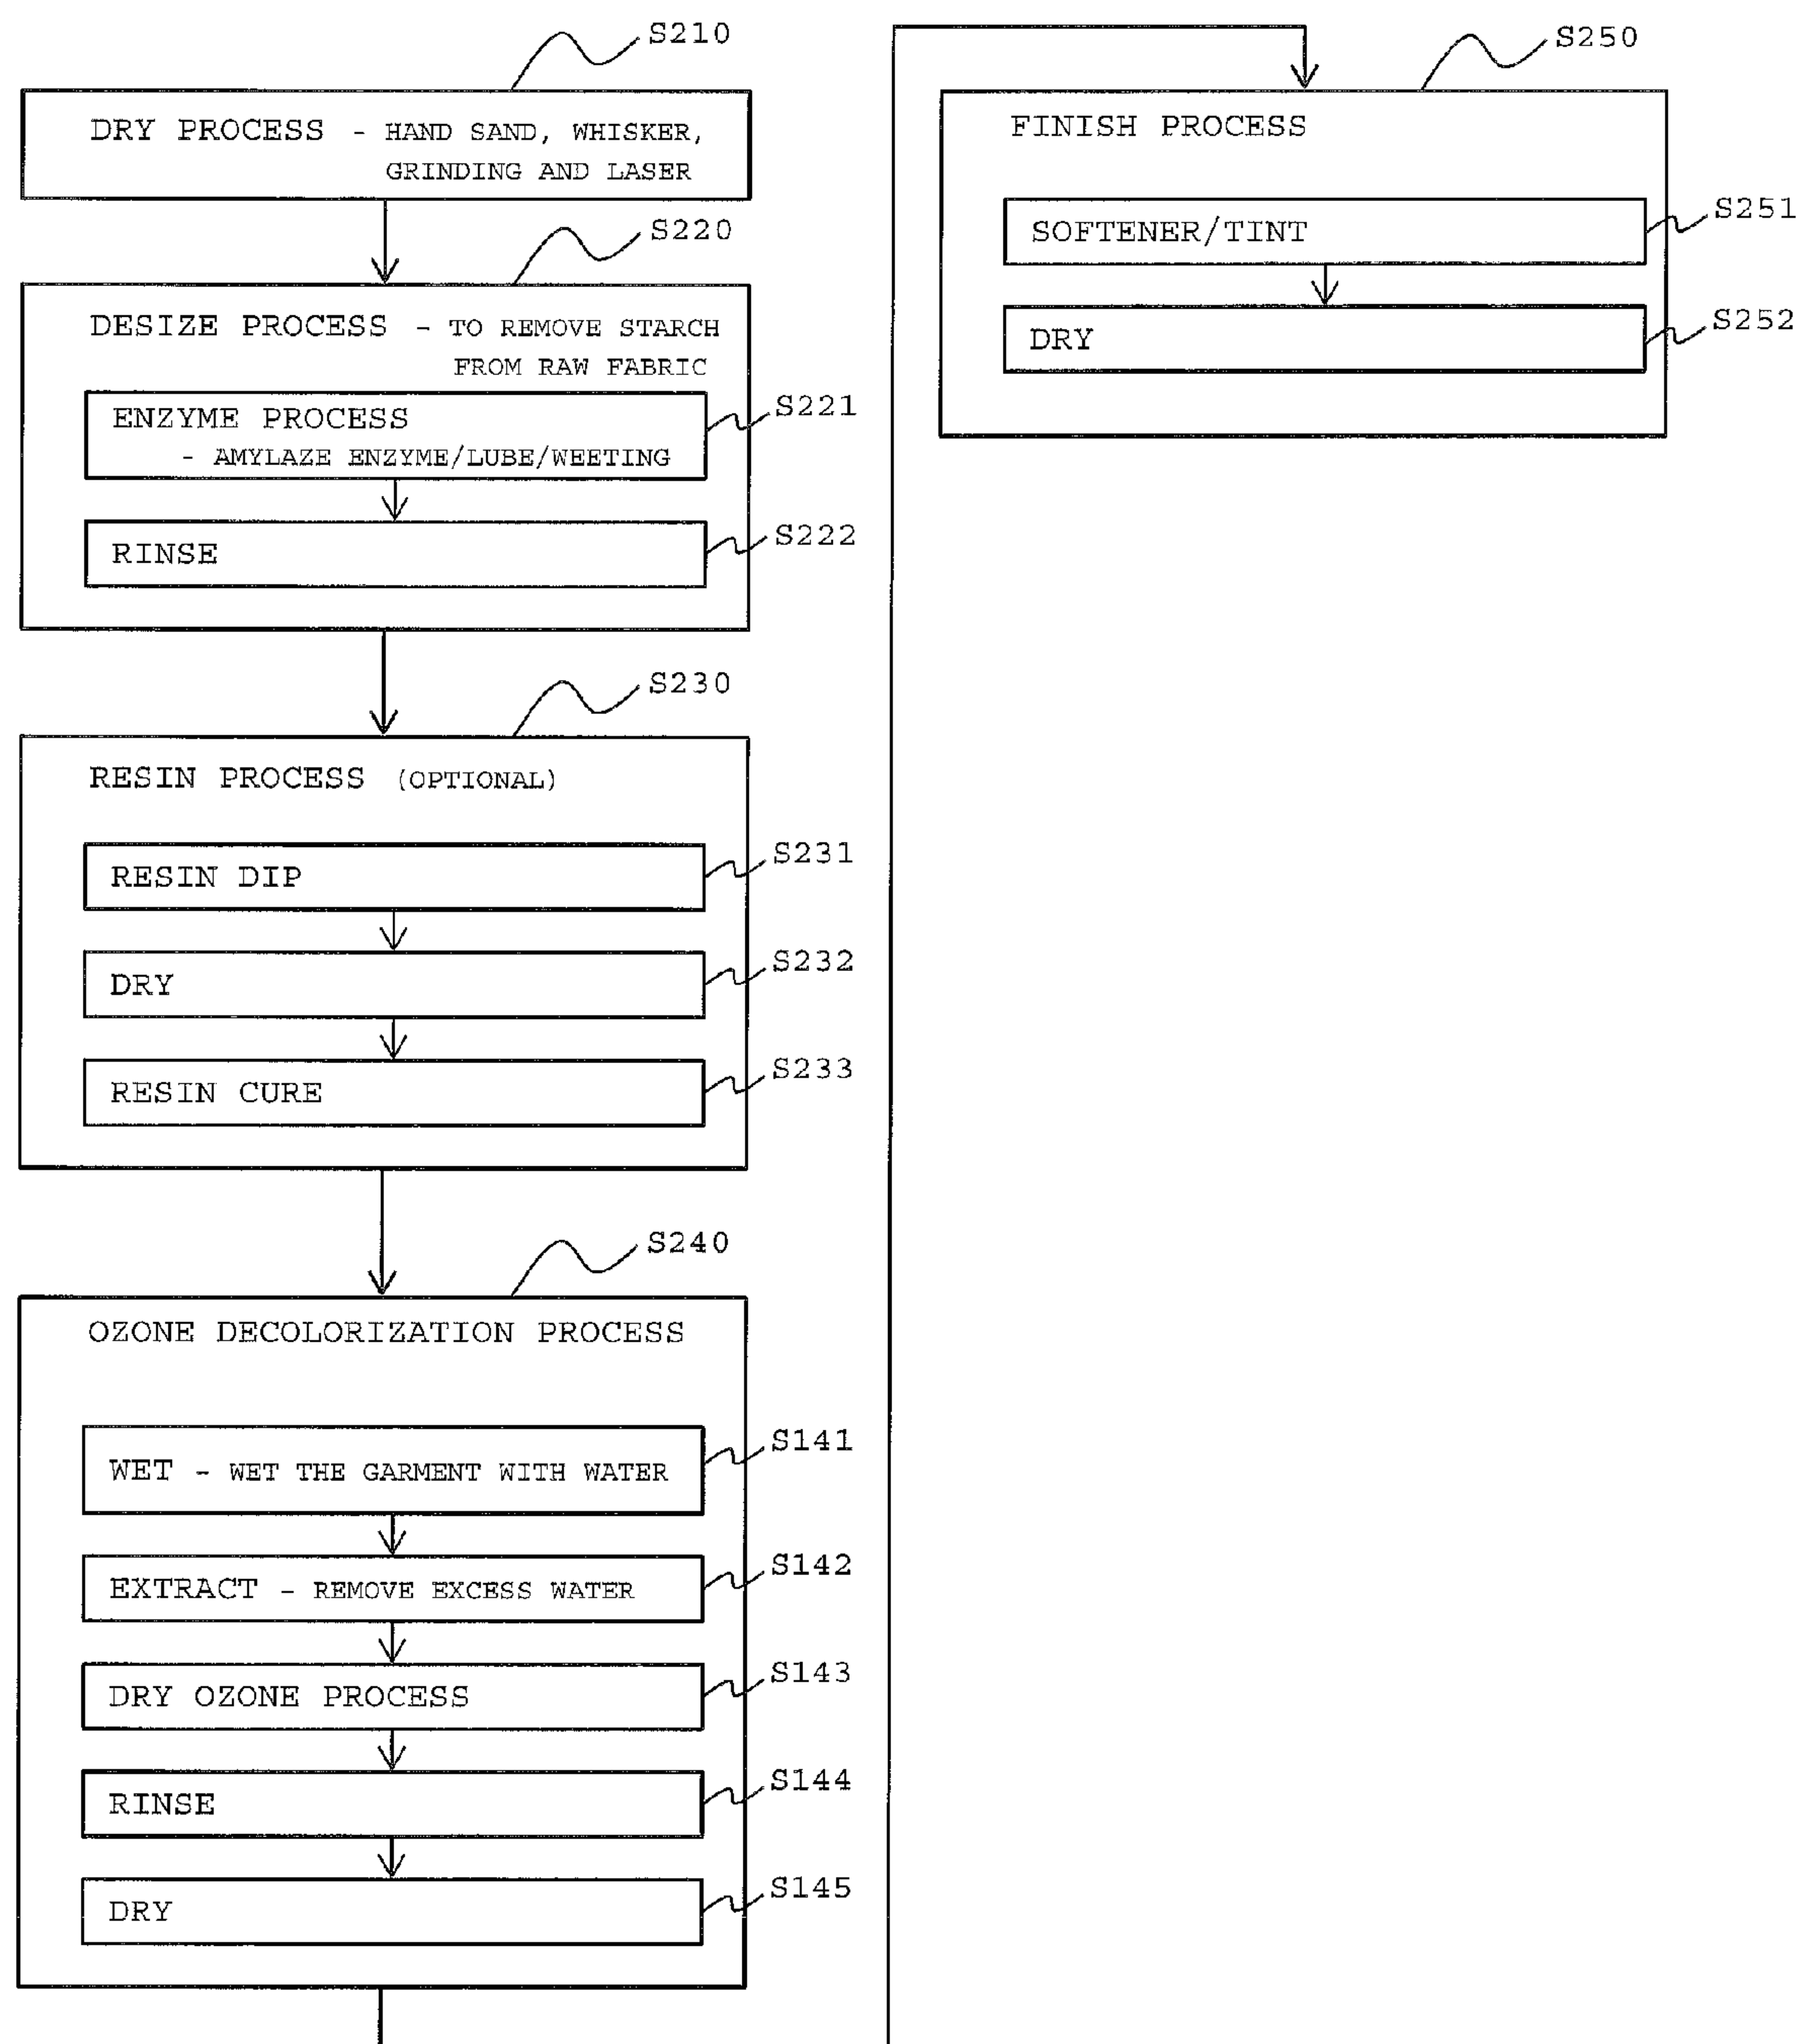 S210
DRY PROCESS - HAND SAND, WHISKER,
GRINDING AND LASER
S220
DESIZE PROCESS - TO REMOVE STARCH
FROM RAW FABRIC
ENZYME PROCESS
- AMYLAZE ENZYME/LUBE/WEETING
S221
RINSE
S222
S230
RESIN PROCESS (OPTIONAL)
RESIN DIP
S231
DRY
S232
RESIN CURE
S233
S240
OZONE DECOLORIZATION PROCESS
WET - WET THE GARMENT WITH WATER
S141
EXTRACT - REMOVE EXCESS WATER
S142
DRY OZONE PROCESS
S143
RINSE
S144
DRY
S145
S250
FINISH PROCESS
SOFTENER/TINT
S251
DRY
S252